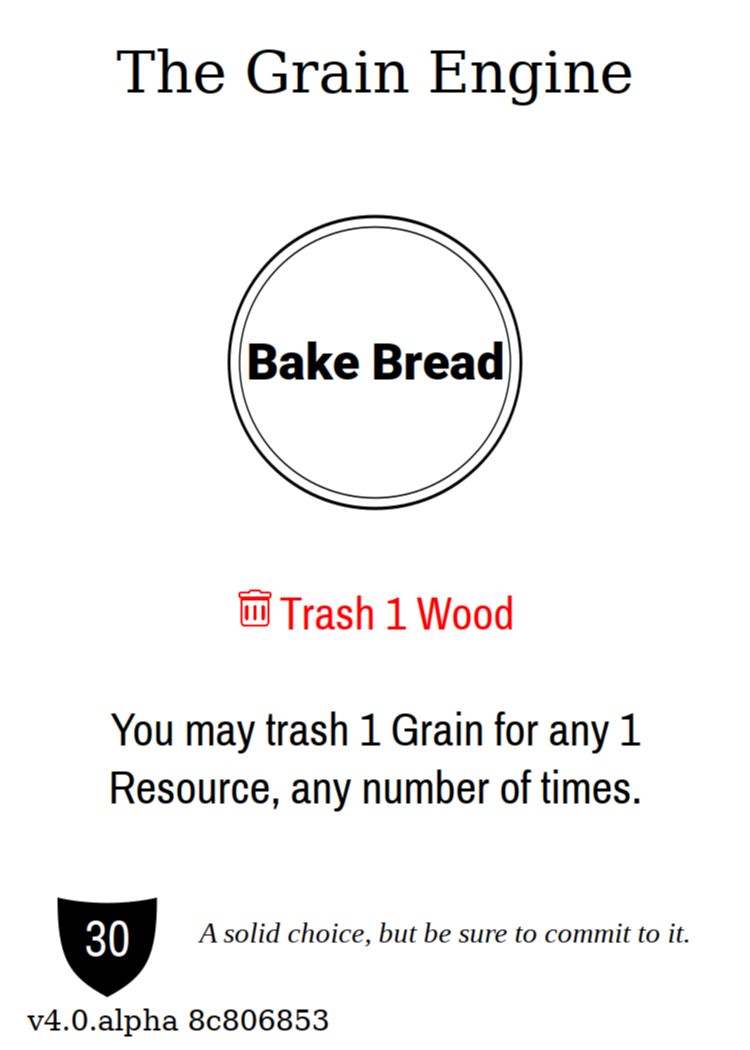 The Grain Engine
Bake Bread
Trash 1 Wood
You may trash 1 Grain for any 1
Resource, any number of times.
30
A solid choice, but be sure to commit to it.
v4.0.alpha 8c806853